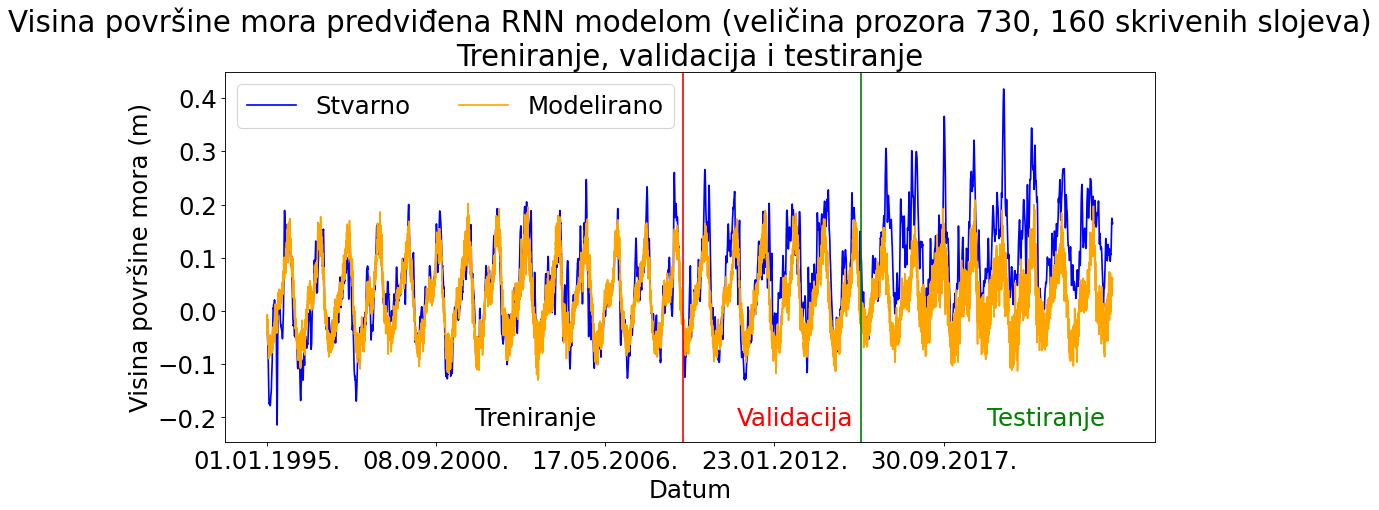 Visina površine mora predviđena RNN modelom (veličina prozora 730, 160 skrivenih slojeva)
Treniranje, validacija i testiranje
Stvarno Modelirano
Visina površine mora (m)
0.4
0.3
0.2
0.1
0.0
−0.1
−0.2
Treniranje Validacija Testiranje
01.01.1995. 08.09.2000. 17.05.2006. 23.01.2012. 30.09.2017.
Datum